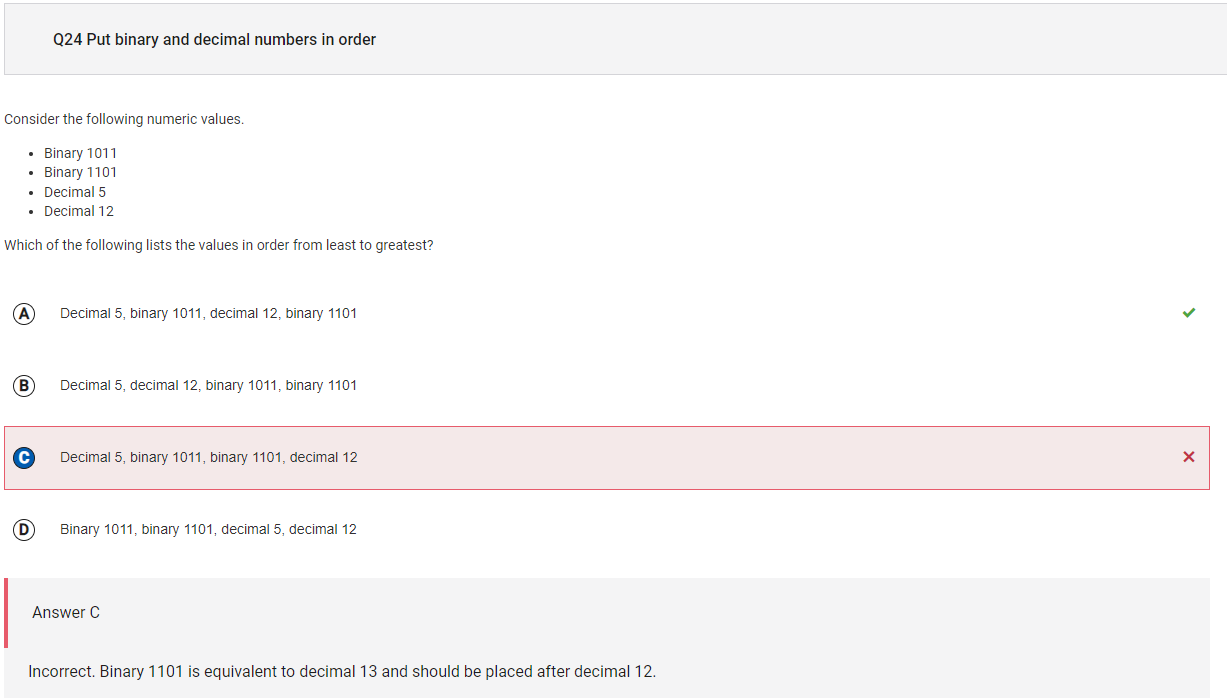 Q24 Put binary and decimal numbers in order
Consider the following numeric values.
• Binary 1011
• Binary 1101
• Decimal 5
• Decimal 12
Which of the following lists the values in order from least to greatest?
A Decimal 5, binary 1011, decimal 12, binary 1101
B Decimal 5, decimal 12, binary 1011, binary 1101
C Decimal 5, binary 1011, binary 1101, decimal 12
D Binary 1011, binary 1101, decimal 5, decimal 12
Answer C
Incorrect. Binary 1101 is equivalent to decimal 13 and should be placed after decimal 12.